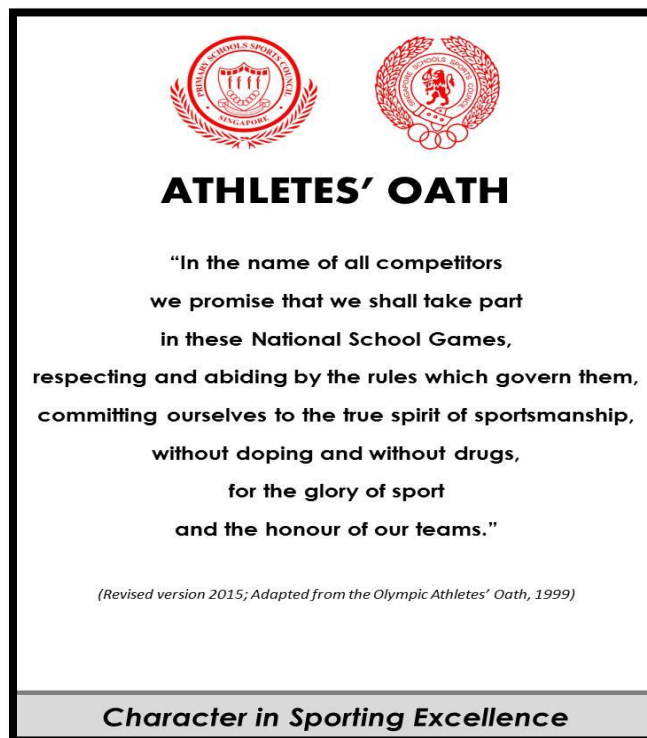 PRIMARY SCHOOLS SPORTS COUNCIL
SINGAPORE
SINGAPORE SCHOOLS SPORTS COUNCIL
ATHLETES’ OATH
“In the name of all competitors
we promise that we shall take part
in these National School Games,
respecting and abiding by the rules which govern them,
committing ourselves to the true spirit of sportsmanship,
without doping and without drugs,
for the glory of sport
and the honour of our teams.”
(Revised version 2015; Adapted from the Olympic Athletes’ Oath, 1999)
Character in Sporting Excellence